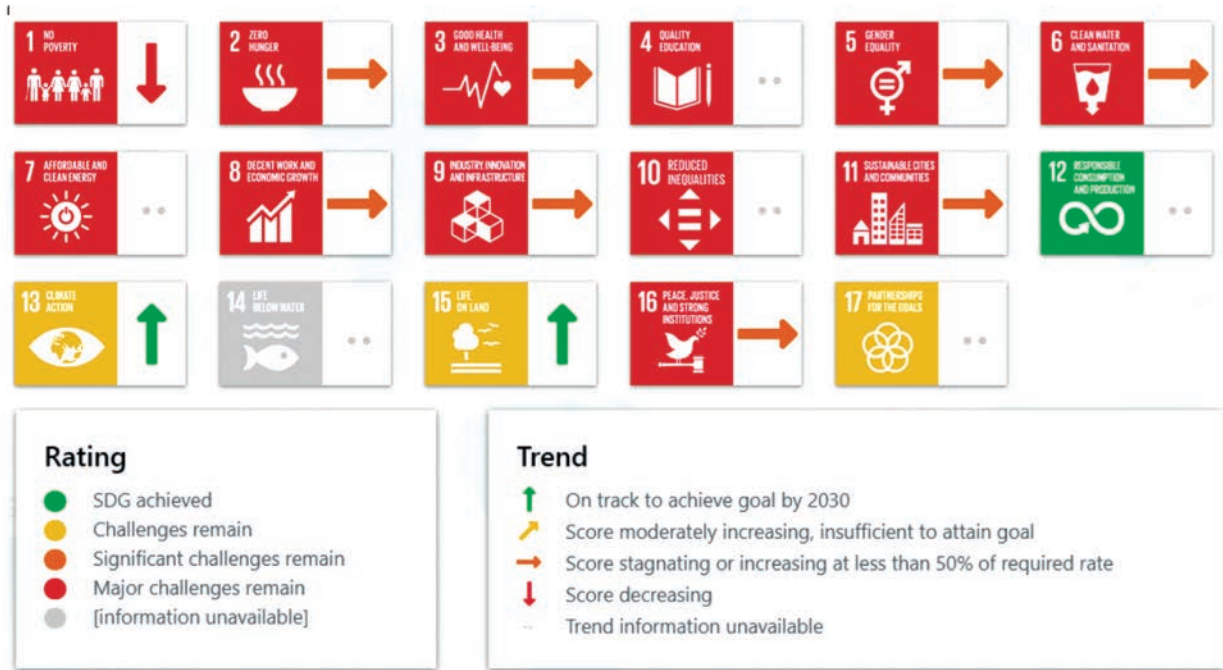 1 NO
POVERTY
2 ZERO
HUNGER
3 GOOD HEALTH
AND WELL-BEING
4 QUALITY
EDUCATION
5 GENDER
EQUALITY
6 CLEAN WATER
AND SANITATION
7 AFFORDABLE AND
CLEAN ENERGY
8 DECENT WORK AND
ECONOMIC GROWTH
9 INDUSTRY, INNOVATION
AND INFRASTRUCTURE
10 REDUCED
INEQUALITIES
11 SUSTAINABLE CITIES
AND COMMUNITIES
12 RESPONSIBLE
CONSUMPTION
AND PRODUCTION
13 CLIMATE
ACTION
14 LIFE
BELOW WATER
15 LIFE
ON LAND
16 PEACE, JUSTICE
AND STRONG
INSTITUTIONS
17 PARTNERSHIPS
FOR THE GOALS
Rating
SDG achieved
Challenges remain
Significant challenges remain
Major challenges remain
[information unavailable]
Trend
On track to achieve goal by 2030
Score moderately increasing, insufficient to attain goal
Score stagnating or increasing at less than 50% of required rate
Score decreasing
Trend information unavailable